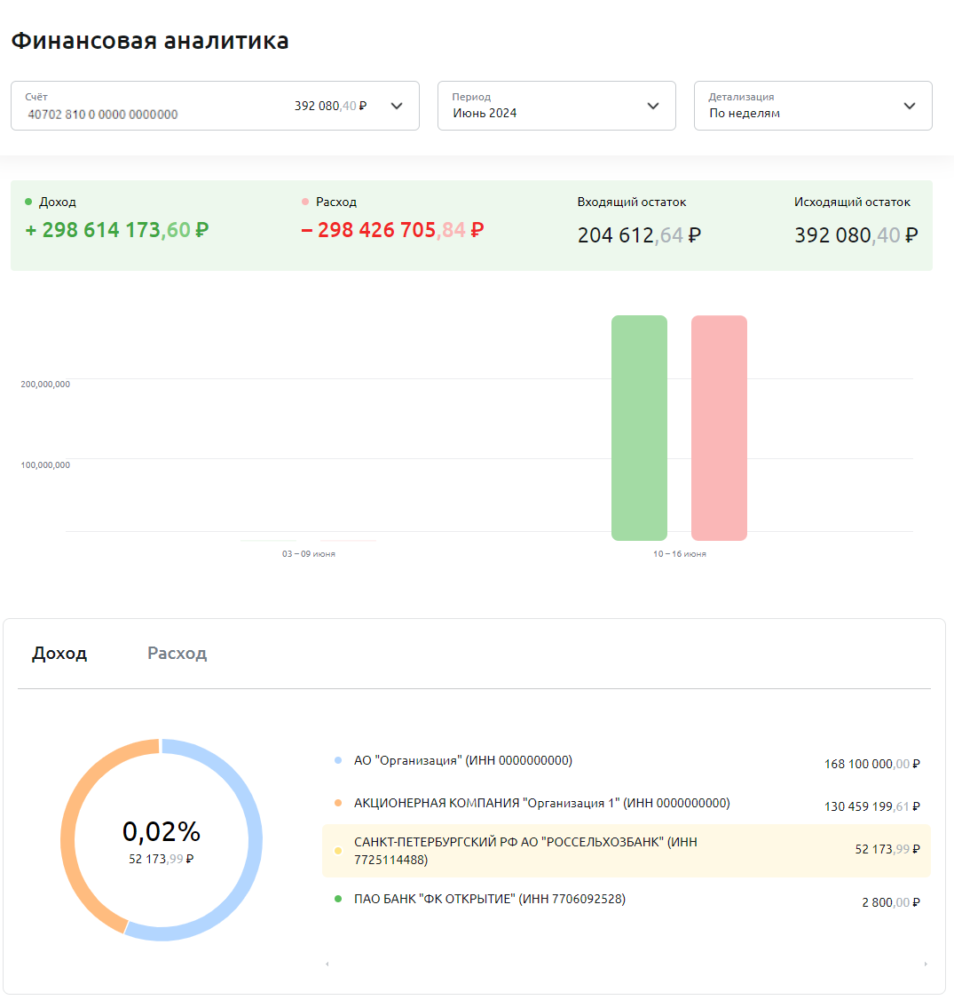 Финансовая аналитика
Счёт
40702 810 0 0000 0000000
392 080,40 ₽
Период
Июнь 2024
Детализация
По неделям
Доход
+ 298 614 173,60 ₽
Расход
– 298 426 705,84 ₽
Входящий остаток
204 612,64 ₽
Исходящий остаток
392 080,40 ₽
200,000,000
100,000,000
03 – 09 июня
10 – 16 июня
Доход
Расход
0,02%
52 173,99 ₽
АО "Организация" (ИНН 0000000000)
168 100 000,00 ₽
АКЦИОНЕРНАЯ КОМПАНИЯ "Организация 1" (ИНН 0000000000)
130 459 199,61 ₽
САНКТ-ПЕТЕРБУРГСКИЙ РФ АО "РОССЕЛЬХОЗБАНК" (ИНН
7725114488)
52 173,99 ₽
ПАО БАНК "ФК ОТКРЫТИЕ" (ИНН 7706092528)
2 800,00 ₽